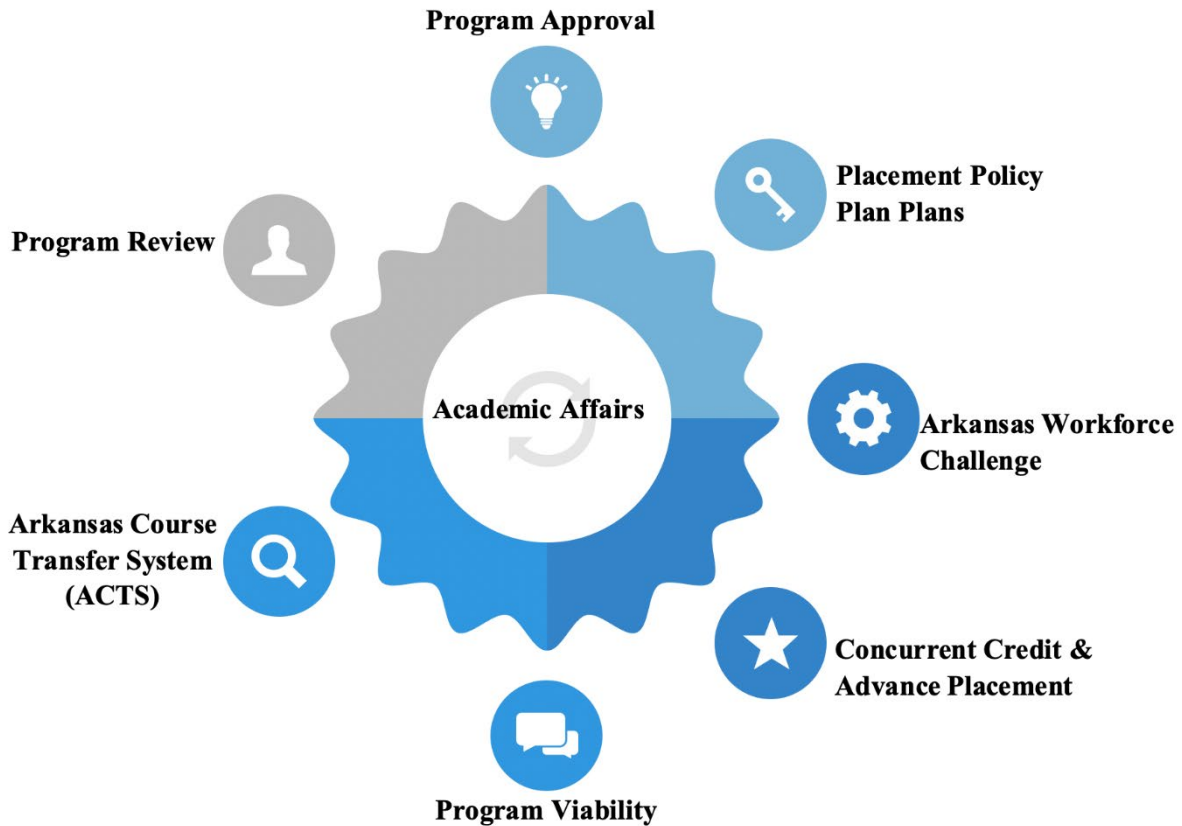 Program Approval
Placement Policy
Plan Plans
Program Review
Academic Affairs
Arkansas Workforce
Challenge
Arkansas Course
Transfer System
(ACTS)
Concurrent Credit &
Advance Placement
Program Viability